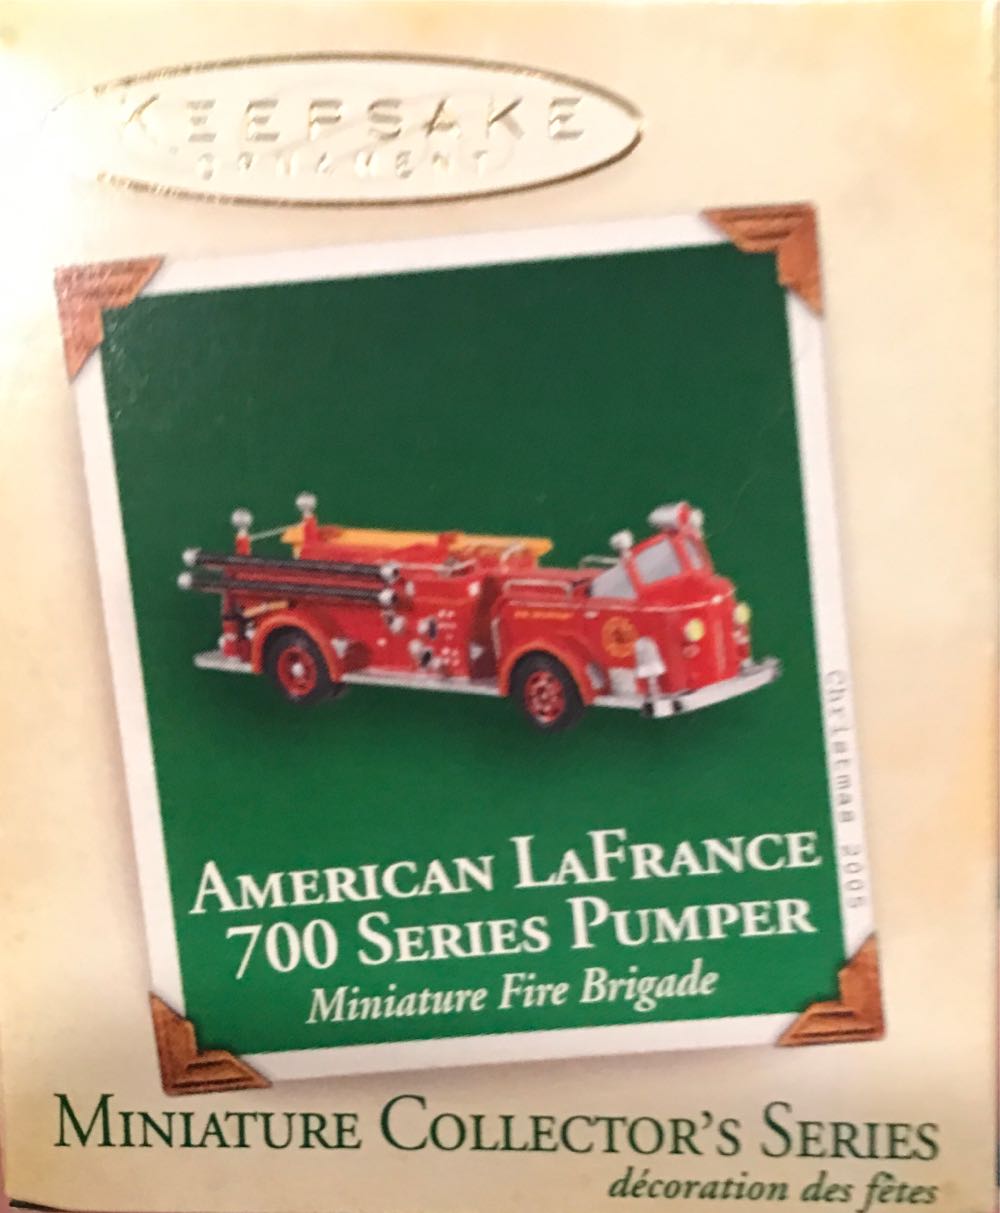 KEEPSAKE
ORNAMENT
Christmas 2005
AMERICAN LAFRANCE
700 SERIES PUMPER
Miniature Fire Brigade
MINIATURE COLLECTOR'S SERIES
décoration des fêtes